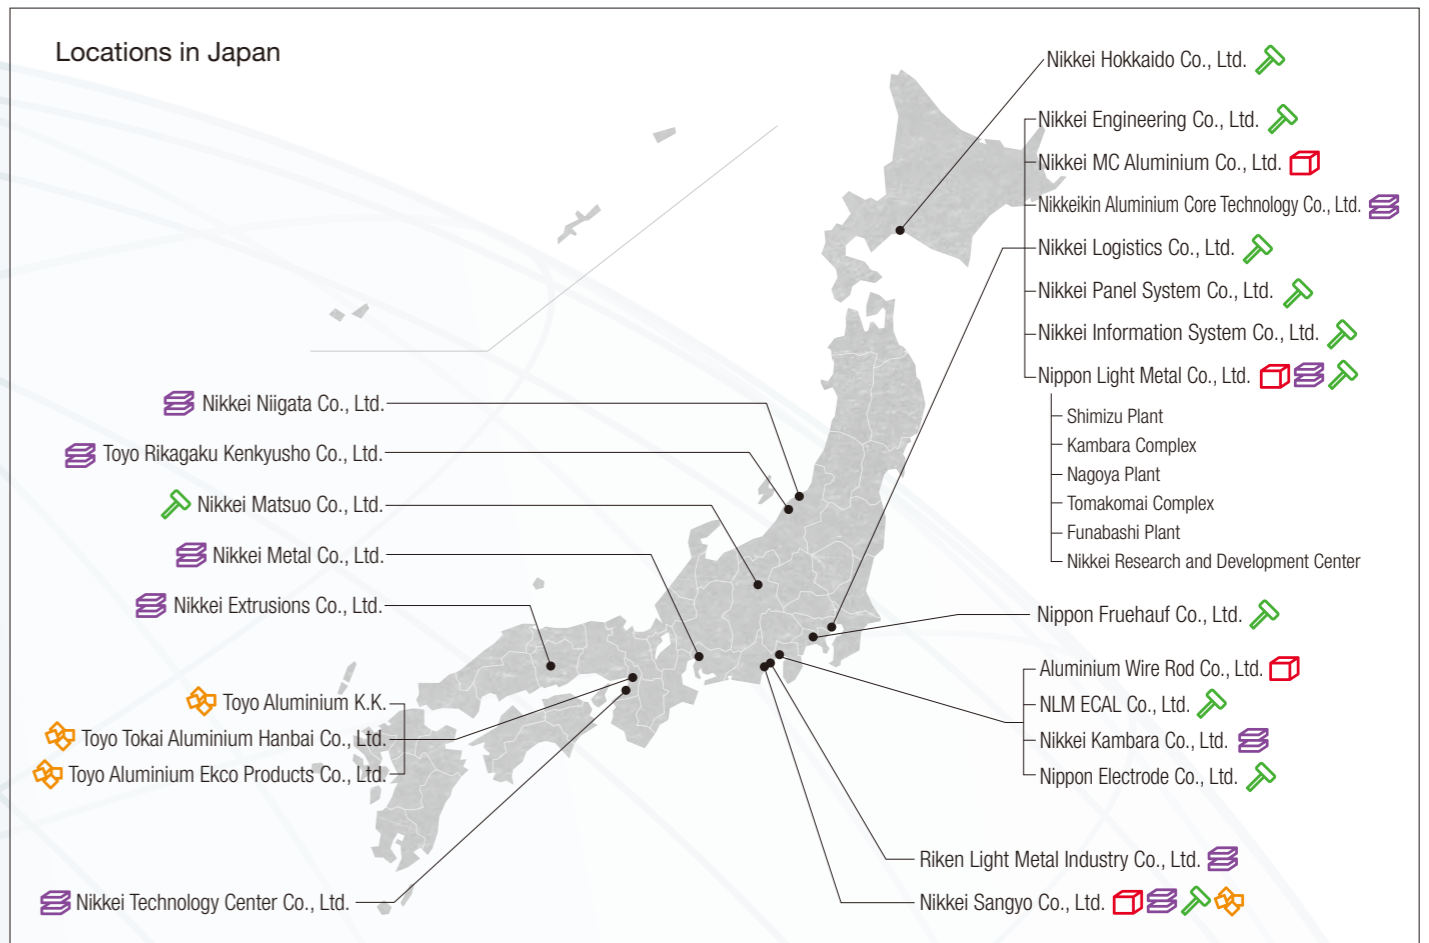 Locations in Japan
Nikkei Hokkaido Co., Ltd.
Nikkei Engineering Co., Ltd.
Nikkei MC Aluminium Co., Ltd.
Nikkeikin Aluminium Core Technology Co., Ltd.
Nikkei Logistics Co., Ltd.
Nikkei Panel System Co., Ltd.
Nikkei Information System Co., Ltd.
Nippon Light Metal Co., Ltd.
Shimizu Plant
Kambara Complex
Nagoya Plant
Tomakomai Complex
Funabashi Plant
Nikkei Research and Development Center
Nippon Fruehauf Co., Ltd.
Aluminium Wire Rod Co., Ltd.
NLM ECAL Co., Ltd.
Nikkei Kambara Co., Ltd.
Nippon Electrode Co., Ltd.
Riken Light Metal Industry Co., Ltd.
Nikkei Sangyo Co., Ltd.
Nikkei Niigata Co., Ltd.
Toyo Rikagaku Kenkyusho Co., Ltd.
Nikkei Matsuo Co., Ltd.
Nikkei Metal Co., Ltd.
Nikkei Extrusions Co., Ltd.
Toyo Aluminium K.K.
Toyo Tokai Aluminium Hanbai Co., Ltd.
Toyo Aluminium Ekco Products Co., Ltd.
Nikkei Technology Center Co., Ltd.